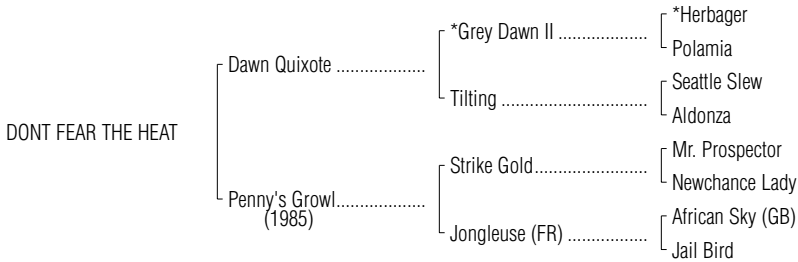 *Herbager
*Grey Dawn II ...................
Polamia
Dawn Quixote ...................
Seattle Slew
Tilting ...............................
Aldonza
DONT FEAR THE HEAT
Mr. Prospector
Strike Gold........................
Newchance Lady
Penny's Growl...................
(1985)
African Sky (GB)
Jongleuse (FR) .................
Jail Bird